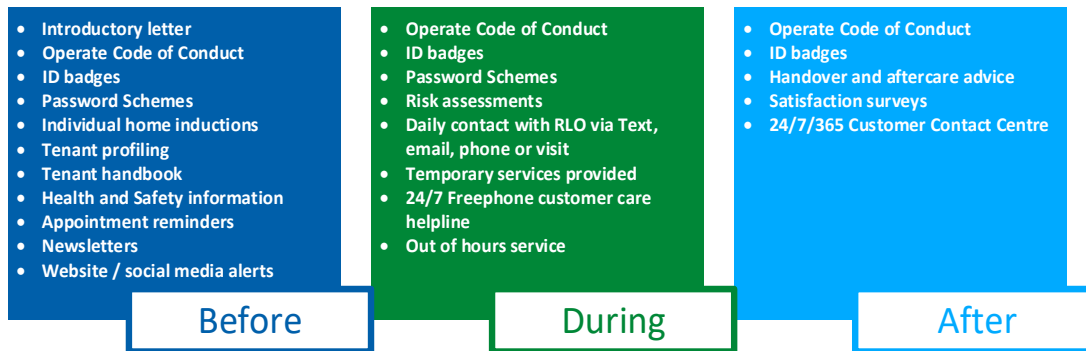 • Introductory letter
• Operate Code of Conduct
• ID badges
• Password Schemes
• Individual home inductions
• Tenant profiling
• Tenant handbook
• Health and Safety information
• Appointment reminders
• Newsletters
• Website / social media alerts
Before
• Operate Code of Conduct
• ID badges
• Password Schemes
• Risk assessments
• Daily contact with RLO via Text,
email, phone or visit
• Temporary services provided
• 24/7 Freephone customer care
helpline
• Out of hours service
During
• Operate Code of Conduct
• ID badges
• Handover and aftercare advice
• Satisfaction surveys
• 24/7/365 Customer Contact Centre
After